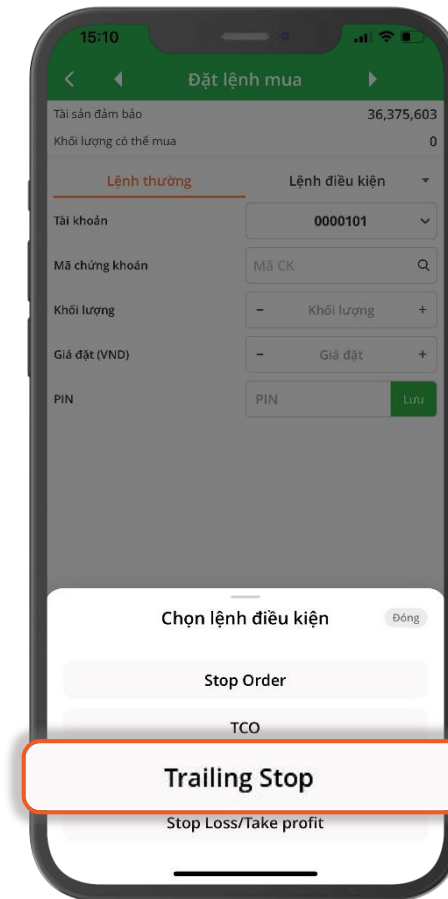 15:10
Đặt lệnh mua
Tài sản đảm bảo 36,375,603
Khối lượng có thể mua 0
Lệnh thường Lệnh điều kiện
Tài khoản 0000101
Mã chứng khoán Mã CK
Khối lượng - Khối lượng +
Giá đặt (VND) - Giá đặt +
PIN PIN Lưu
Chọn lệnh điều kiện Đóng
Stop Order
TCO
Trailing Stop
Stop Loss/Take profit